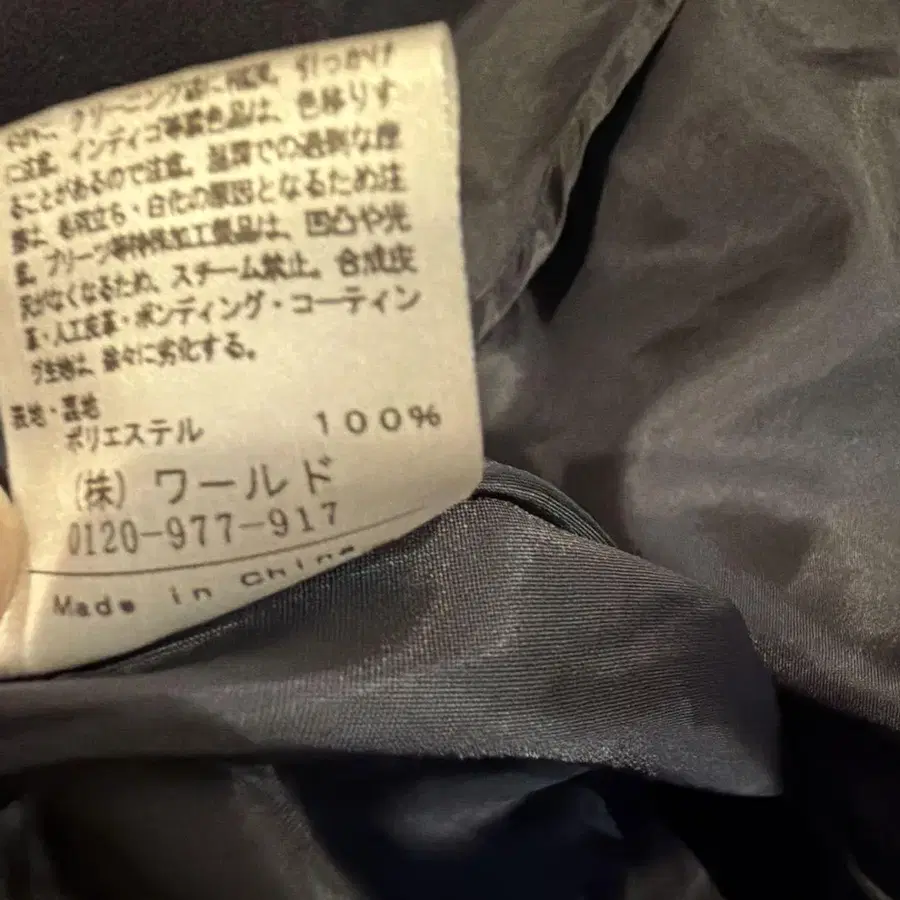 クリーニング店に相談。引っかけ
に注意。インディゴ等製色品は、色移りす
ることがあるので注意。湿潤での過剰な摩
擦は、毛羽立ち・白化の原因となるため注
意。プリーツ等特殊加工製品は、凹凸や光
沢がなくなるため、スチーム禁止。合成皮
革・人工皮革・ボンディング・コーティン
グ生地は、徐々に劣化する。
表地・裏地
ポリエステル 100%
(株)ワールド
0120-977-917
Made in China